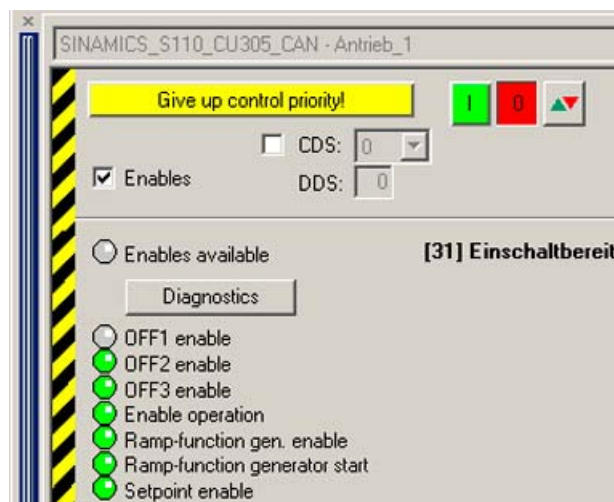 SINAMICS_S110_CU305_CAN - Antrieb_1
Give up control priority!
I 0
CDS: 0
Enables
DDS: 0
Enables available
[31] Einschaltbereit
Diagnostics
OFF1 enable
OFF2 enable
OFF3 enable
Enable operation
Ramp-function gen. enable
Ramp-function generator start
Setpoint enable